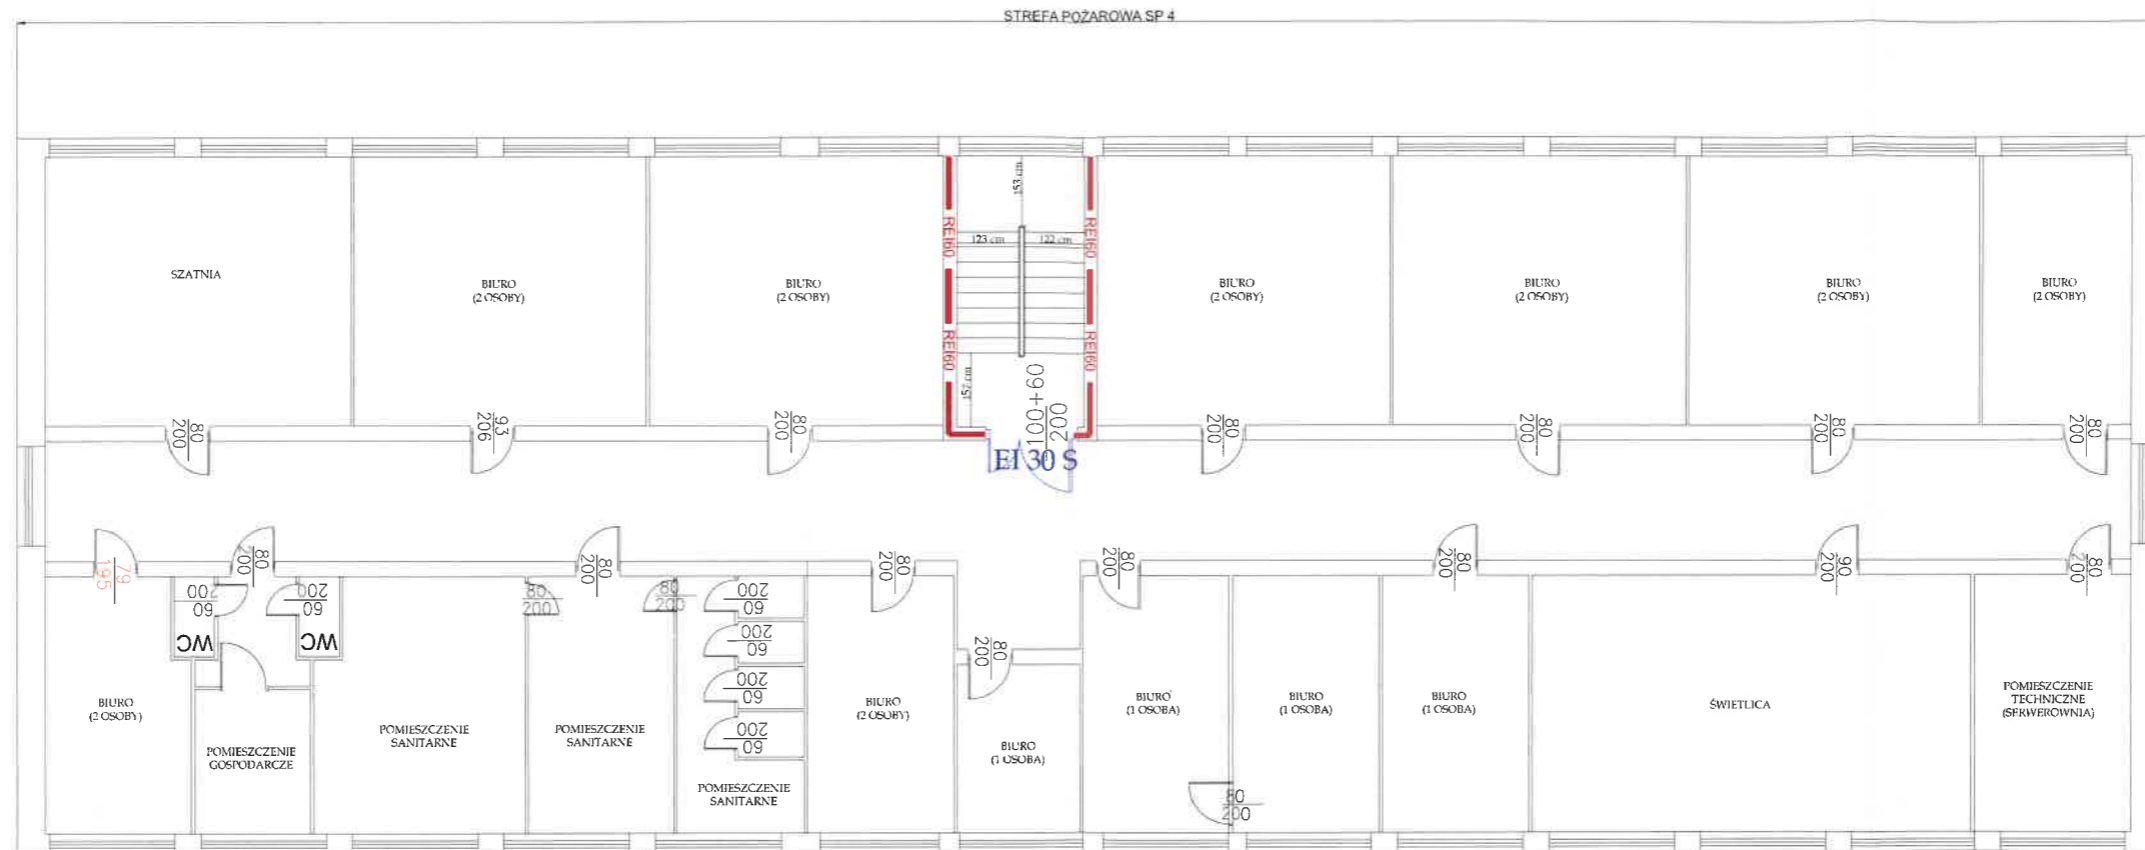 STREFA POŻAROWA SP 4
153 cm
123 cm
122 cm
REI60
REI60
REI60
REI60
157 cm
100+60
200
EI 30 S
SZATNIA
BIURO
(2 OSOBY)
BIURO
(2 OSOBY)
BIURO
(2 OSOBY)
BIURO
(2 OSOBY)
BIURO
(2 OSOBY)
BIURO
(2 OSOBY)
80
200
93
206
80
200
80
200
80
200
80
200
80
200
79
195
80
200
80
200
80
200
80
200
80
200
90
200
80
200
200
60
200
60
WC
WC
80
200
80
200
200
60
200
60
200
60
200
60
80
200
BIURO
(2 OSOBY)
POMIESZCZENIE
GOSPODARCZE
POMIESZCZENIE
SANITARNE
POMIESZCZENIE
SANITARNE
POMIESZCZENIE
SANITARNE
BIURO
(2 OSOBY)
BIURO
(1 OSOBA)
BIURO
(1 OSOBA)
80
200
BIURO
(1 OSOBA)
BIURO
(1 OSOBA)
ŚWIETLICA
POMIESZCZENIE
TECHNICZNE
(SERWEROWNIA)